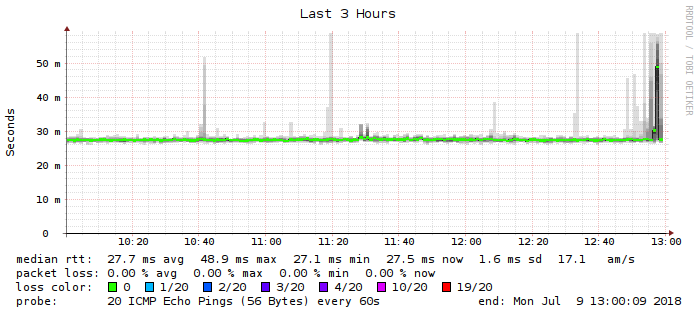 Last 3 Hours
RRDTOOL / TOBI OETIKER
Seconds
50 m
40 m
30 m
20 m
10 m
0
10:20 10:40 11:00 11:20 11:40 12:00 12:20 12:40 13:00
median rtt: 27.7 ms avg 48.9 ms max 27.1 ms min 27.5 ms now 1.6 ms sd 17.1 am/s
packet loss: 0.00 % avg 0.00 % max 0.00 % min 0.00 % now
loss color: 0 1/20 2/20 3/20 4/20 10/20 19/20
probe: 20 ICMP Echo Pings (56 Bytes) every 60s end: Mon Jul 9 13:00:09 2018